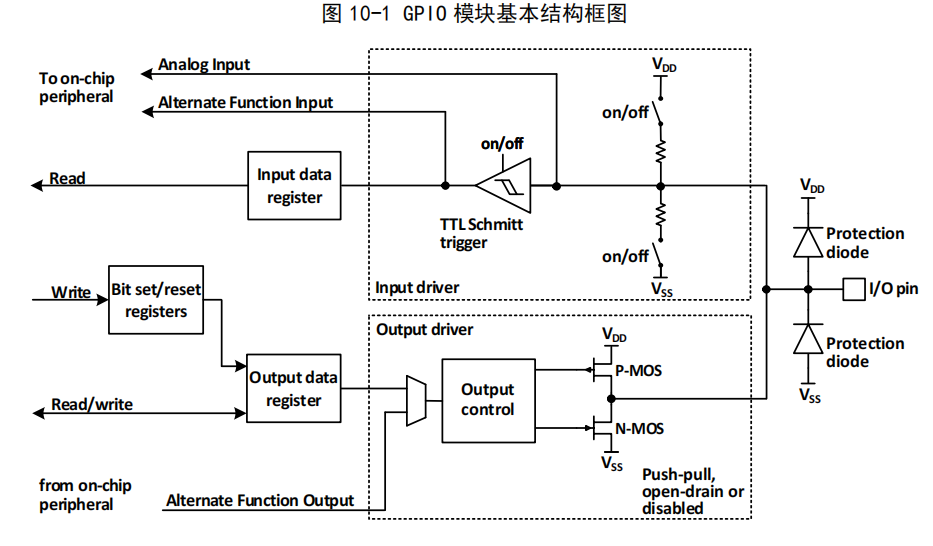 图 10-1 GPIO 模块基本结构框图
To on-chip
peripheral
Analog Input
Alternate Function Input
Read
Input data
register
on/off
TTL Schmitt
trigger
VDD
on/off
on/off
VSS
Input driver
VDD
Protection
diode
I/O pin
Protection
diode
VSS
Write
Bit set/reset
registers
Output data
register
Read/write
from on-chip
peripheral
Alternate Function Output
Output driver
Output
control
VDD
P-MOS
N-MOS
VSS
Push-pull,
open-drain or
disabled